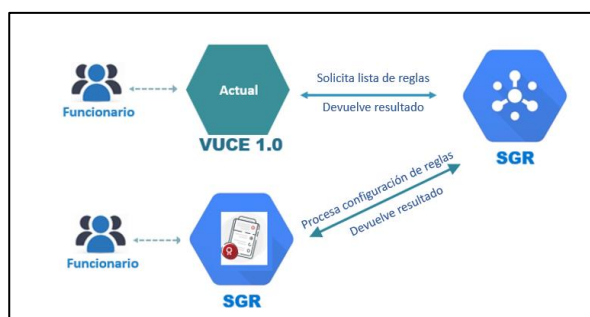 Funcionario
Actual
VUCE 1.0
Solicita lista de reglas
Devuelve resultado
SGR
Procesa configuración de reglas
Devuelve resultado
Funcionario
SGR